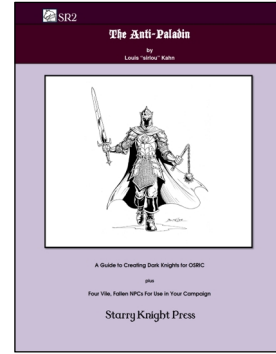 SR2
The Anti-Paladin
by
Louis "sirlou" Kahn
A Guide to Creating Dark Knights for OSRIC
plus
Four Vile, Fallen NPCs For Use in Your Campaign
Starry Knight Press